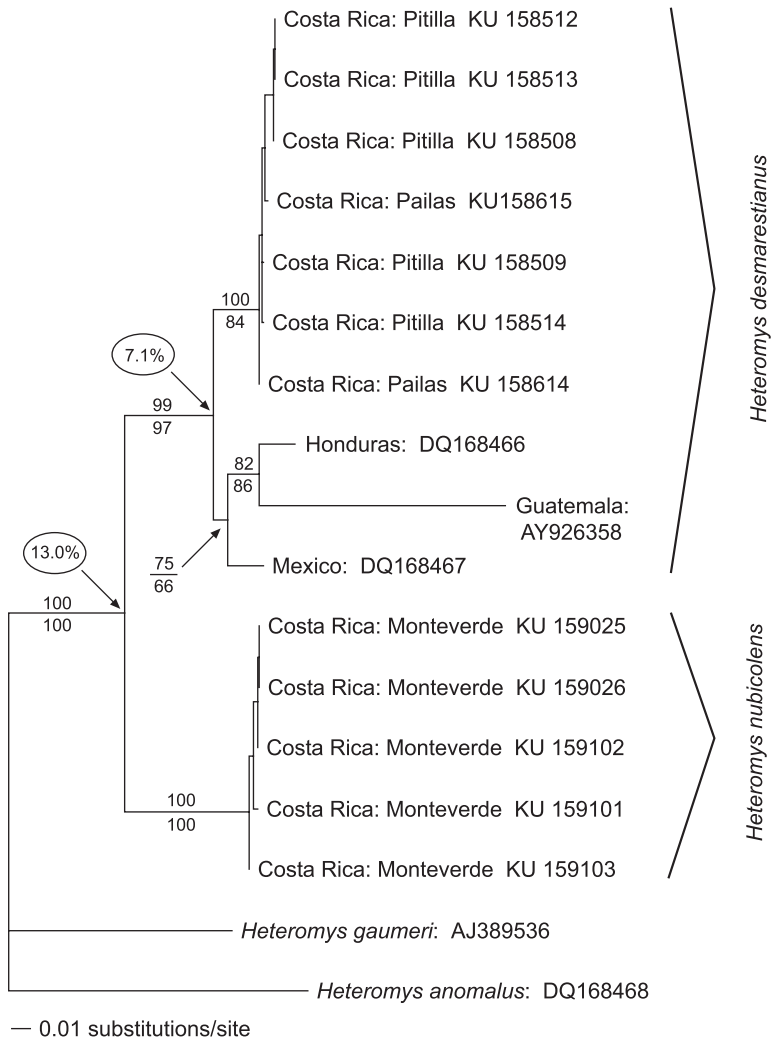 Costa Rica: Pitilla KU 158512
Costa Rica: Pitilla KU 158513
Costa Rica: Pitilla KU 158508
Costa Rica: Pailas KU158615
Costa Rica: Pitilla KU 158509
Costa Rica: Pitilla KU 158514
Costa Rica: Pailas KU 158614
Heteromys desmarestianus
100
84
7.1%
99
97
Honduras: DQ168466
82
86
Guatemala:
AY926358
Mexico: DQ168467
75
66
13.0%
100
100
Costa Rica: Monteverde KU 159025
Costa Rica: Monteverde KU 159026
Costa Rica: Monteverde KU 159102
Costa Rica: Monteverde KU 159101
Costa Rica: Monteverde KU 159103
Heteromys nubicolens
100
100
Heteromys gaumeri: AJ389536
Heteromys anomalus: DQ168468
0.01 substitutions/site